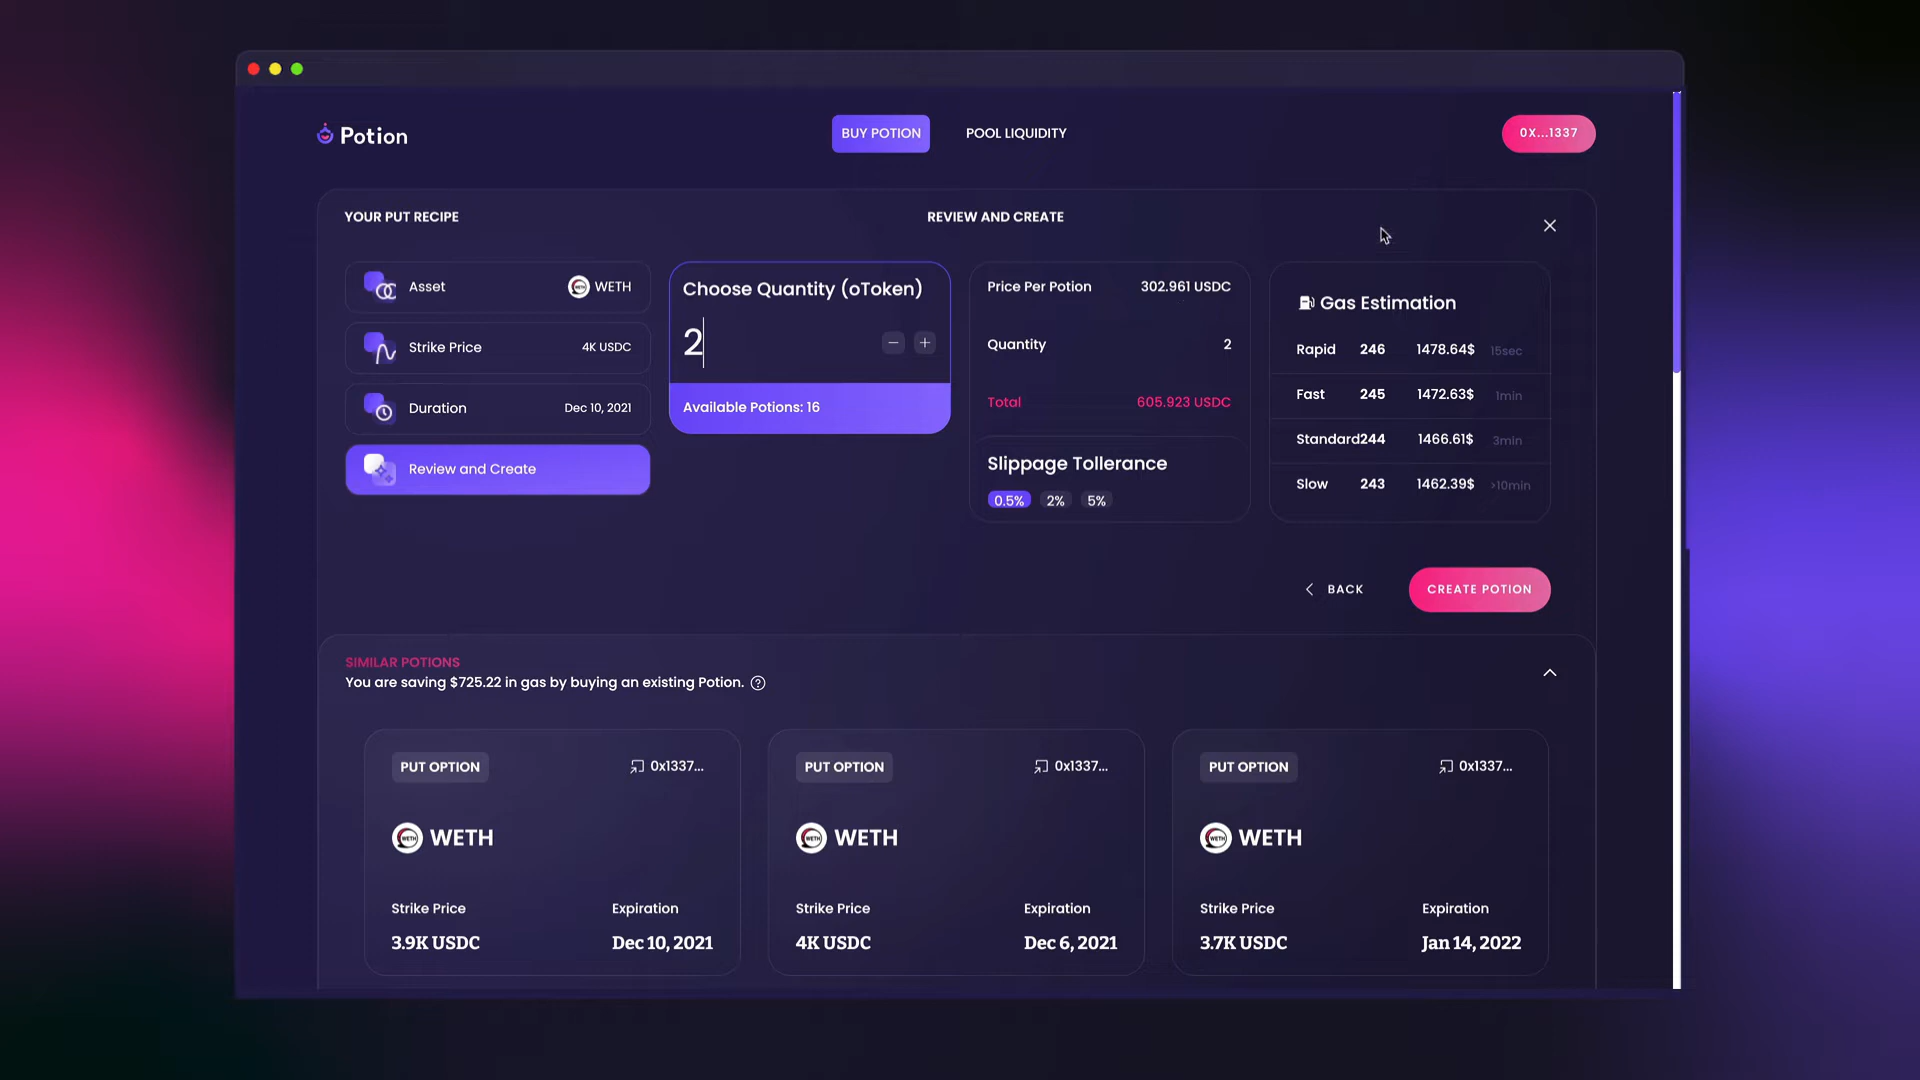 Potion
BUY POTION
POOL LIQUIDITY
0X...1337
YOUR PUT RECIPE
REVIEW AND CREATE
Asset
WETH
Strike Price
4K USDC
Duration
Dec 10, 2021
Review and Create
Choose Quantity (oToken)
2
Available Potions: 16
Price Per Potion 302.961 USDC
Quantity 2
Total 605.923 USDC
Slippage Tollerance
0.5% 2% 5%
Gas Estimation
Rapid 246 1478.64$ 15sec
Fast 245 1472.63$ 1min
Standard244 1466.61$ 3min
Slow 243 1462.39$ >10min
BACK
CREATE POTION
SIMILAR POTIONS
You are saving $725.22 in gas by buying an existing Potion.
PUT OPTION
0x1337...
WETH
Strike Price
Expiration
3.9K USDC
Dec 10, 2021
PUT OPTION
0x1337...
WETH
Strike Price
Expiration
4K USDC
Dec 6, 2021
PUT OPTION
0x1337...
WETH
Strike Price
Expiration
3.7K USDC
Jan 14, 2022